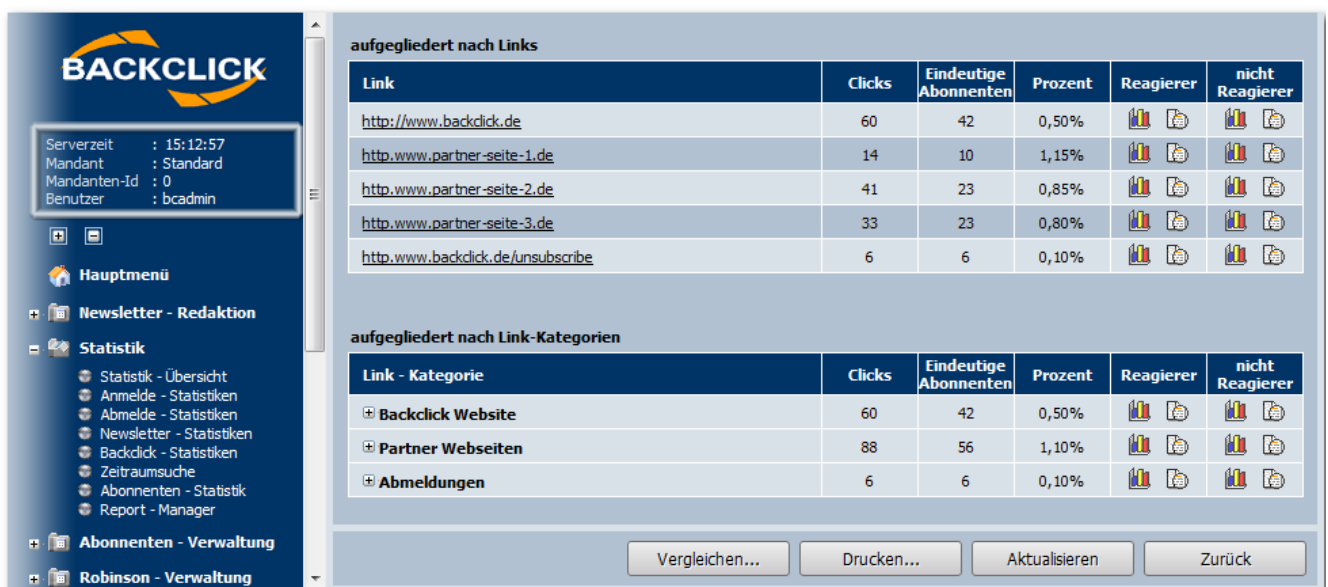 BACKCLICK
Serverzeit : 15:12:57
Mandant : Standard
Mandanten-Id : 0
Benutzer : bcadmin
Hauptmenü
Newsletter - Redaktion
Statistik
Statistik - Übersicht
Anmelde - Statistiken
Abmelde - Statistiken
Newsletter - Statistiken
Backclick - Statistiken
Zeitraumsuche
Abonnenten - Statistik
Report - Manager
Abonnenten - Verwaltung
Robinson - Verwaltung
aufgegliedert nach Links
Link Clicks Eindeutige Abonnenten Prozent Reagierer nicht Reagierer
http://www.backclick.de 60 42 0,50%
http.www.partner-seite-1.de 14 10 1,15%
http.www.partner-seite-2.de 41 23 0,85%
http.www.partner-seite-3.de 33 23 0,80%
http.www.backclick.de/unsubscribe 6 6 0,10%
aufgegliedert nach Link-Kategorien
Link - Kategorie Clicks Eindeutige Abonnenten Prozent Reagierer nicht Reagierer
Backclick Website 60 42 0,50%
Partner Webseiten 88 56 1,10%
Abmeldungen 6 6 0,10%
Vergleichen... Drucken... Aktualisieren Zurück